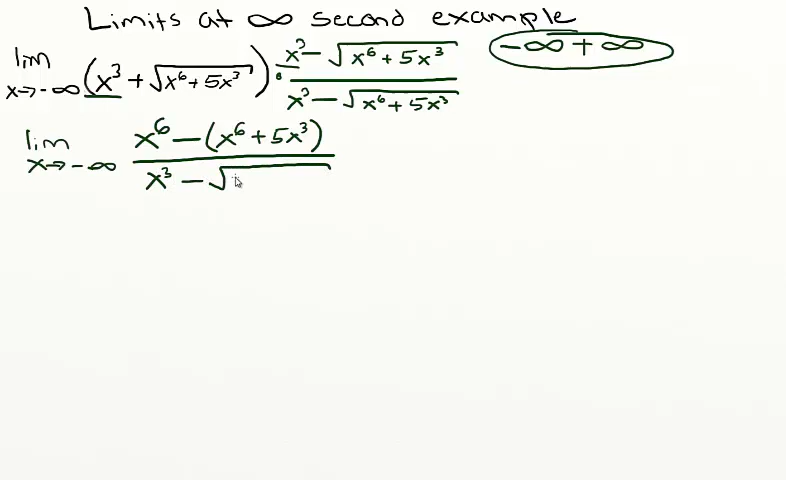 Limits at ∞ second example
lim x→-∞ (x³ + √(x⁶ + 5x³)) · (x³ - √(x⁶ + 5x³)) / (x³ - √(x⁶ + 5x³)) -∞ + ∞
lim x→-∞ (x⁶ - (x⁶ + 5x³)) / (x³ - √